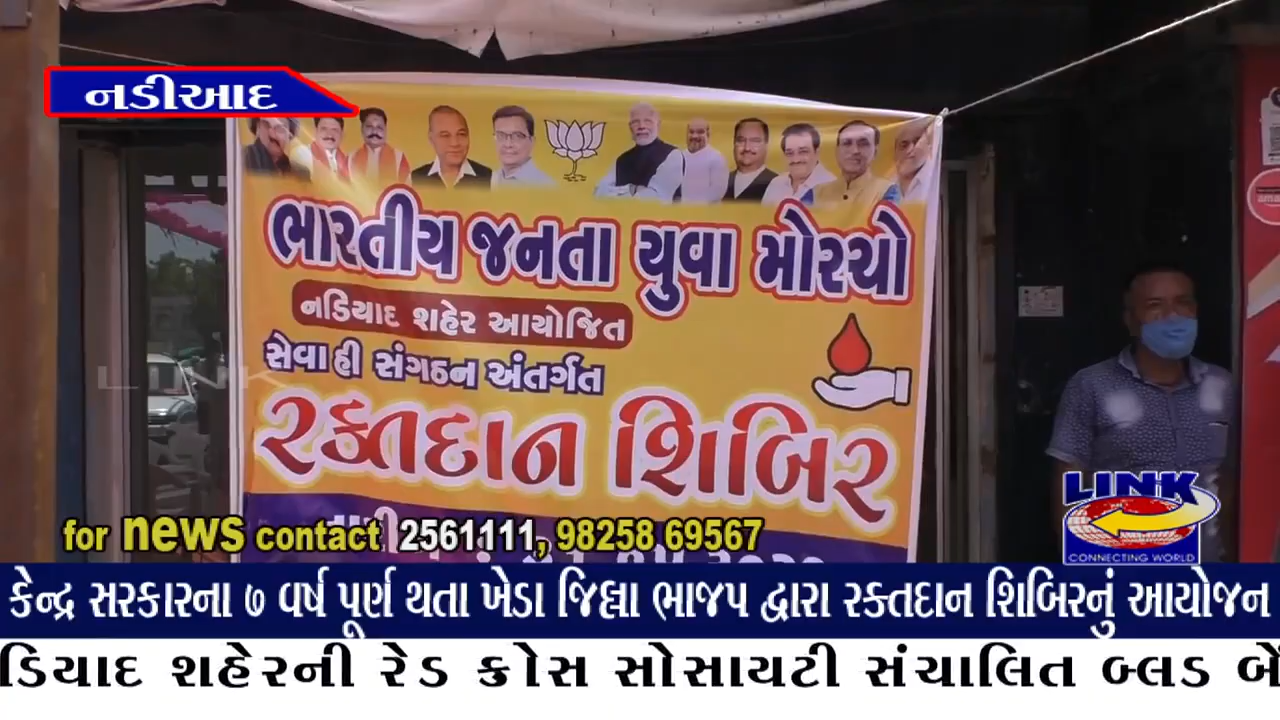 નડીઆદ
ભારતીય જનતા યુવા મોરચો
નડિયાદ શહેર આયોજિત
સેવા હી સંગઠન અંતર્ગત
રક્તદાન શિબિર
LINK
for news contact 2561111, 98258 69567
LINK
CONNECTING WORLD
કેન્દ્ર સરકારના ૭ વર્ષ પૂર્ણ થતા ખેડા જિલ્લા ભાજપ દ્વારા રક્તદાન શિબિરનું આયોજન
ડિયાદ શહેરની રેડ ક્રોસ સોસાયટી સંચાલિત બ્લડ બેં